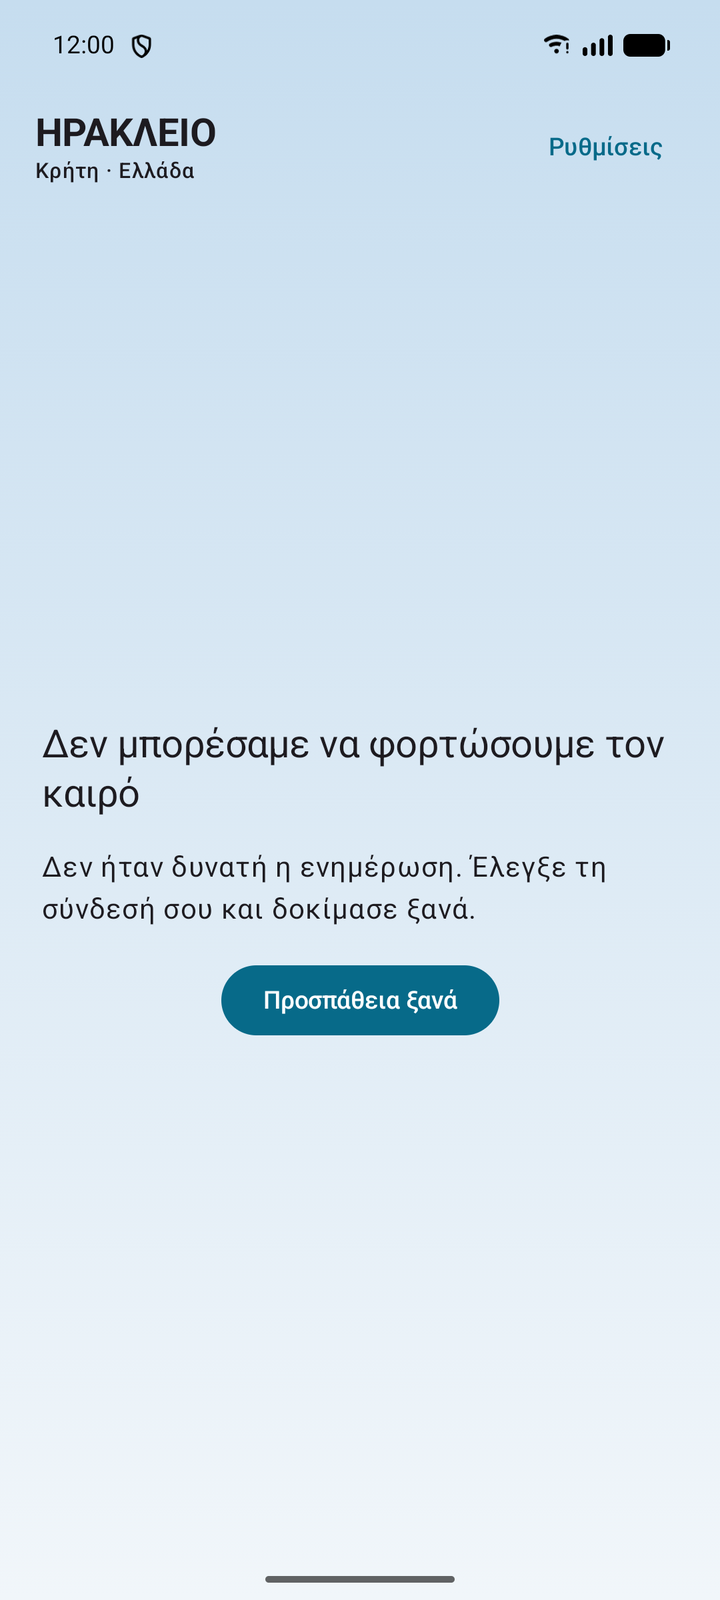 12:00
ΗΡΑΚΛΕΙΟ
Κρήτη · Ελλάδα
Ρυθμίσεις
Δεν μπορέσαμε να φορτώσουμε τον
καιρό
Δεν ήταν δυνατή η ενημέρωση. Έλεγξε τη
σύνδεσή σου και δοκίμασε ξανά.
Προσπάθεια ξανά